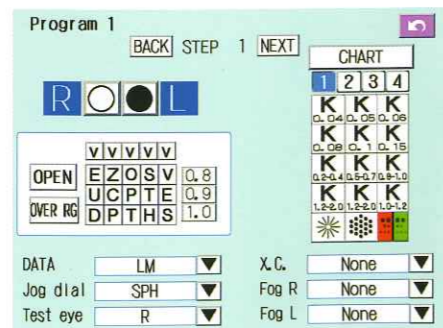 Program 1
BACK STEP 1 NEXT
CHART
1 2 3 4
R L
K K K
0.04 0.05 0.06
K K K
0.08 0.1 0.15
K K K
0.2-0.4 0.5-0.7 0.8-1.0
K K K
1.2-2.0 1.2-2.0 1.0-1.2
V V V V V
OPEN EZOSV 0.8
UCPTE 0.9
OVER RG DPTHS 1.0
DATA LM
Jog dial SPH
Test eye R
X.C. None
Fog R None
Fog L None